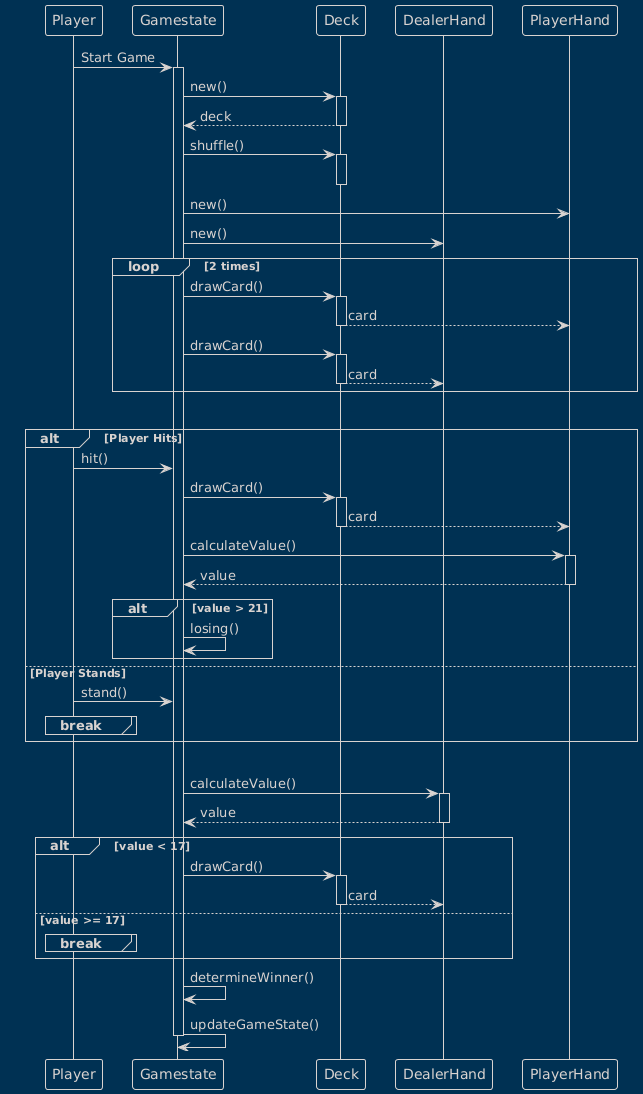 Player Gamestate Deck DealerHand PlayerHand
Start Game
new()
deck
shuffle()
new()
new()
loop [2 times]
drawCard()
card
drawCard()
card
alt [Player Hits]
hit()
drawCard()
card
calculateValue()
value
alt [value > 21]
losing()
[Player Stands]
stand()
break
calculateValue()
value
alt [value < 17]
drawCard()
card
[value >= 17]
break
determineWinner()
updateGameState()
Player Gamestate Deck DealerHand PlayerHand